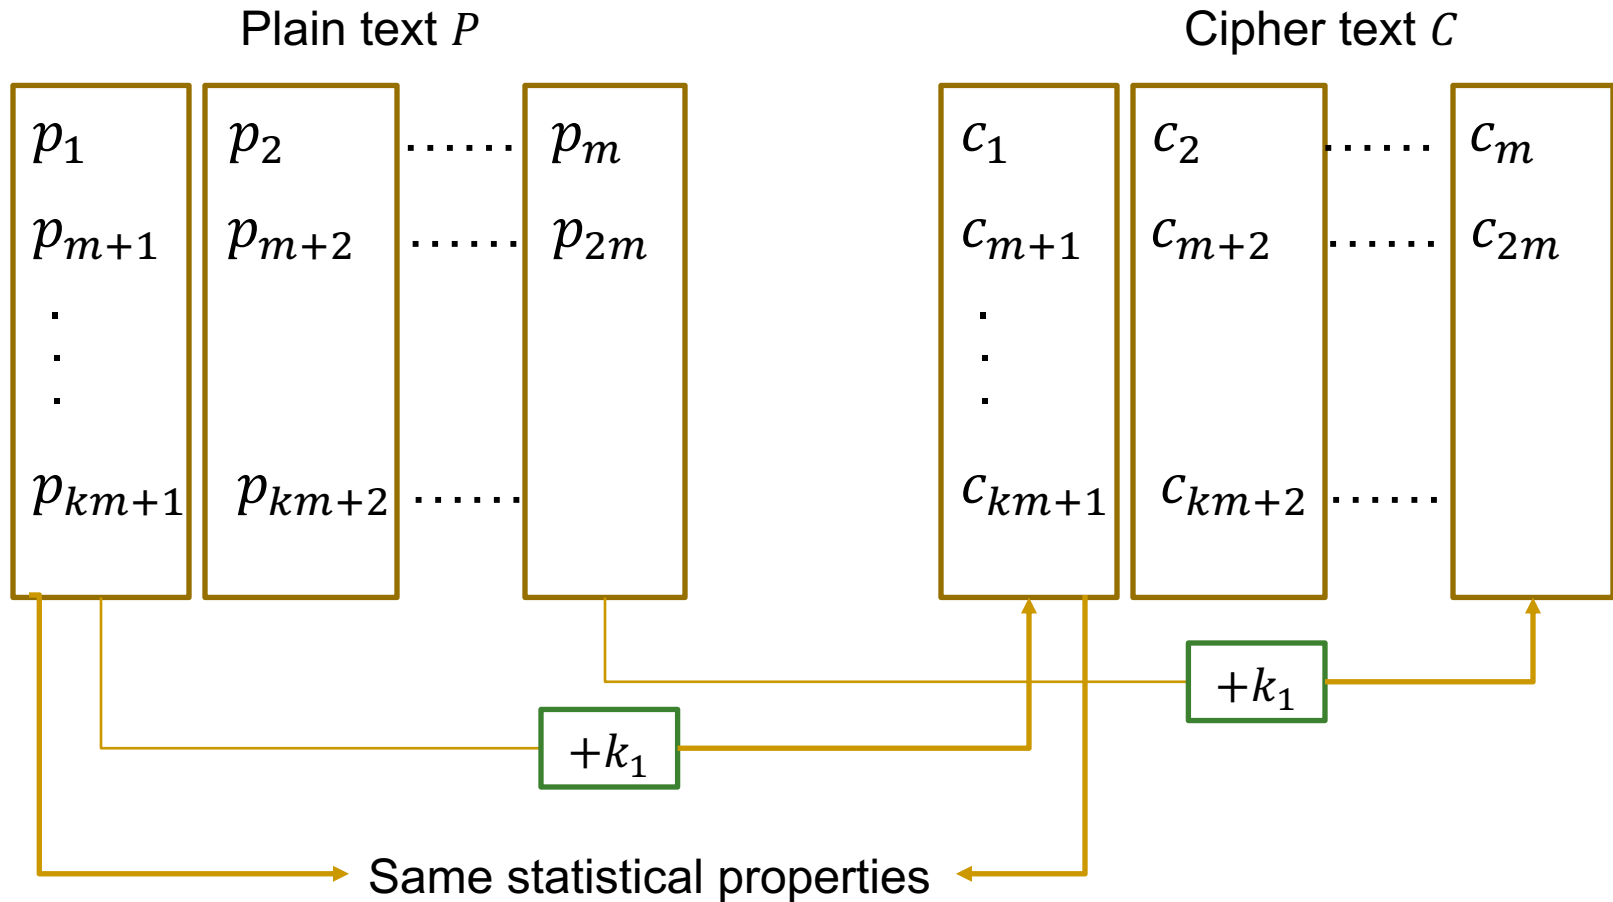 Plain text P Cipher text C
p₁ p₂ ...... pₘ c₁ c₂ ...... cₘ
pₘ₊₁ pₘ₊₂ ...... p₂ₘ cₘ₊₁ cₘ₊₂ ...... c₂ₘ
. .
. .
. .
pₖₘ₊₁ pₖₘ₊₂ ...... cₖₘ₊₁ cₖₘ₊₂ ......
+k₁
+k₁
Same statistical properties